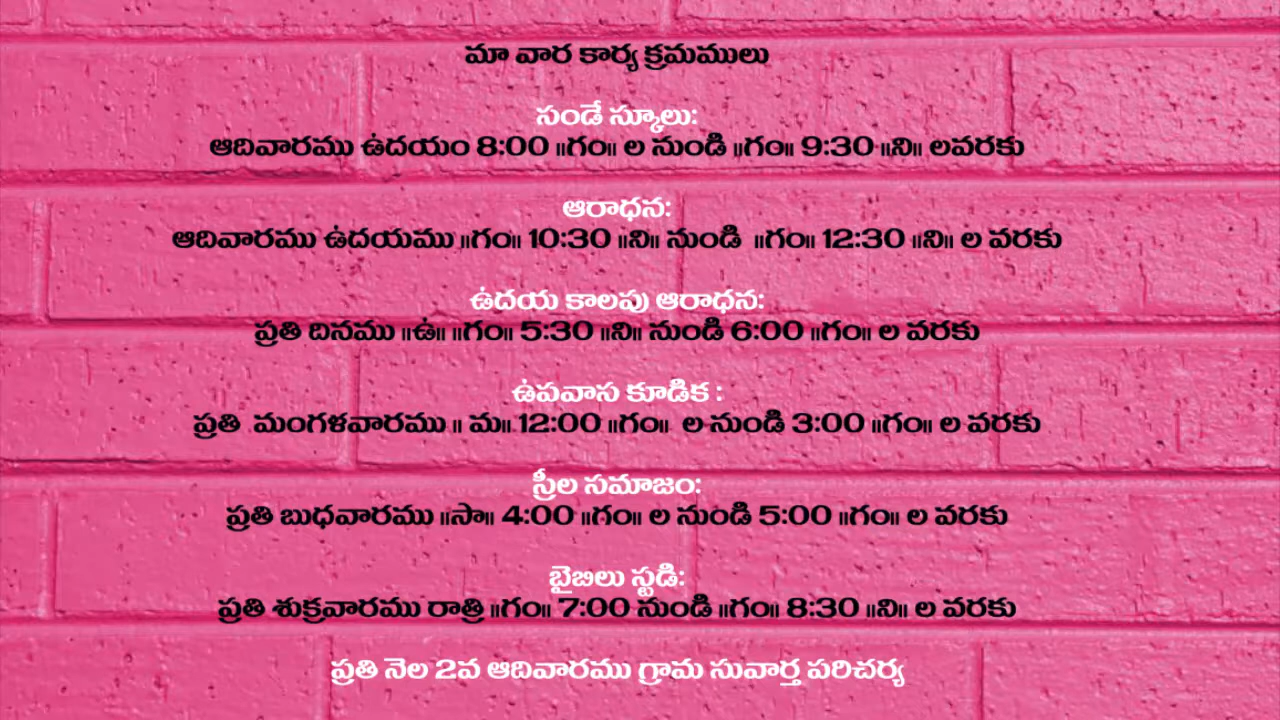 మా వార కార్య క్రమములు
సండే స్కూలు:
ఆదివారము ఉదయం 8:00 ॥గం॥ ల నుండి ॥గం॥ 9:30 ॥ని॥ లవరకు
ఆరాధన:
ఆదివారము ఉదయము ॥గం॥ 10:30 ॥ని॥ నుండి ॥గం॥ 12:30 ॥ని॥ ల వరకు
ఉదయ కాలపు ఆరాధన:
ప్రతి దినము ॥ఉ॥ ॥గం॥ 5:30 ॥ని॥ నుండి 6:00 ॥గం॥ ల వరకు
ఉపవాస కూడిక :
ప్రతి మంగళవారము ॥ మ॥ 12:00 ॥గం॥ ల నుండి 3:00 ॥గం॥ ల వరకు
స్రీల సమాజం:
ప్రతి బుధవారము ॥సా॥ 4:00 ॥గం॥ ల నుండి 5:00 ॥గం॥ ల వరకు
బైబిలు స్టడి:
ప్రతి శుక్రవారము రాత్రి ॥గం॥ 7:00 నుండి ॥గం॥ 8:30 ॥ని॥ ల వరకు
ప్రతి నెల 2వ ఆదివారము గ్రామ సువార్త పరిచర్య